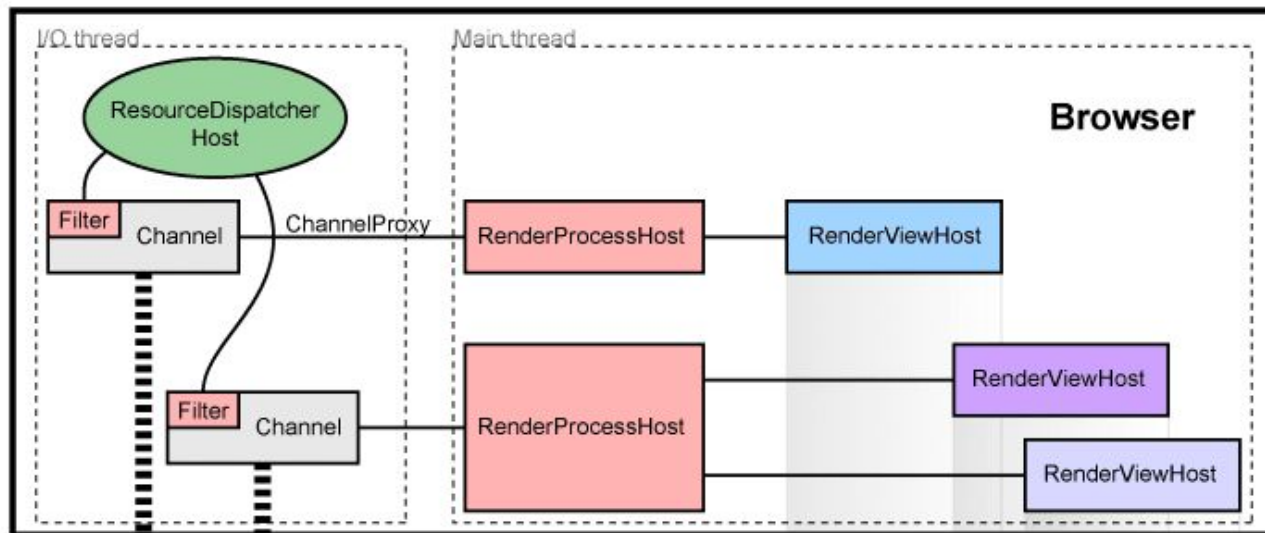 I/O thread
Main thread
ResourceDispatcher
Host
Browser
Filter
Channel
ChannelProxy
RenderProcessHost
RenderViewHost
RenderViewHost
Filter
Channel
RenderProcessHost
RenderViewHost